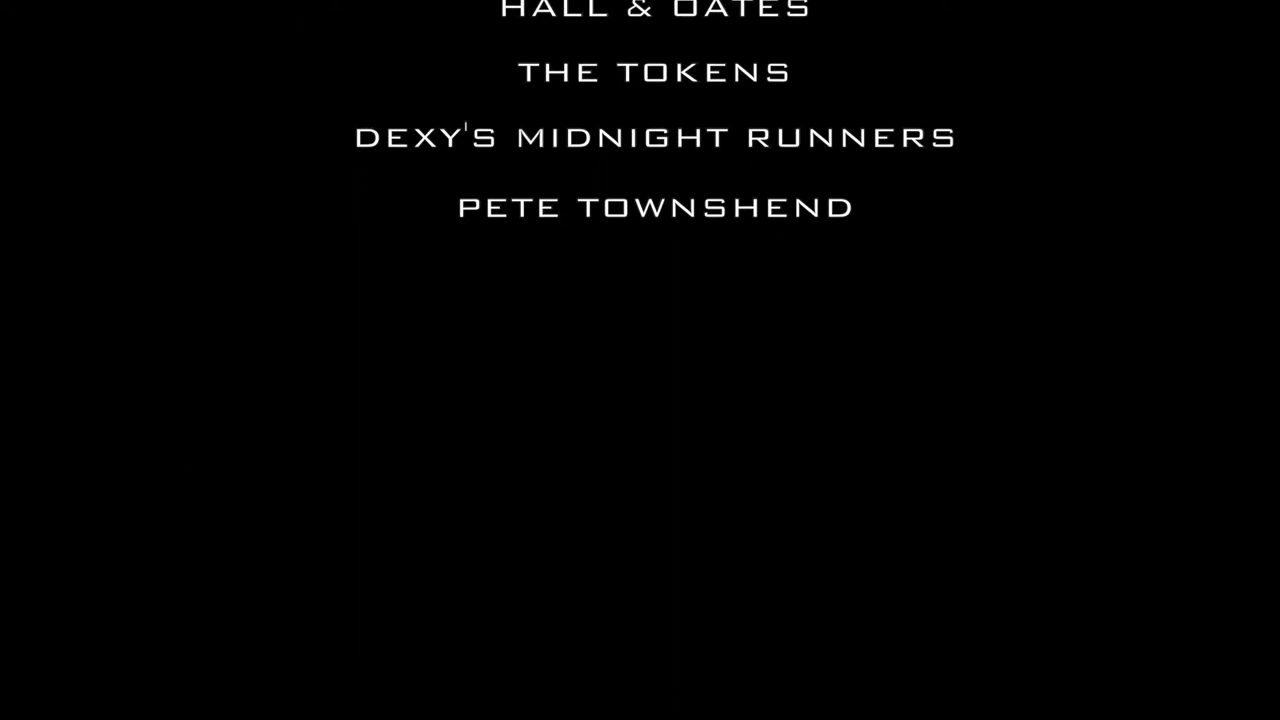 HALL & OATES
THE TOKENS
DEXY'S MIDNIGHT RUNNERS
PETE TOWNSHEND